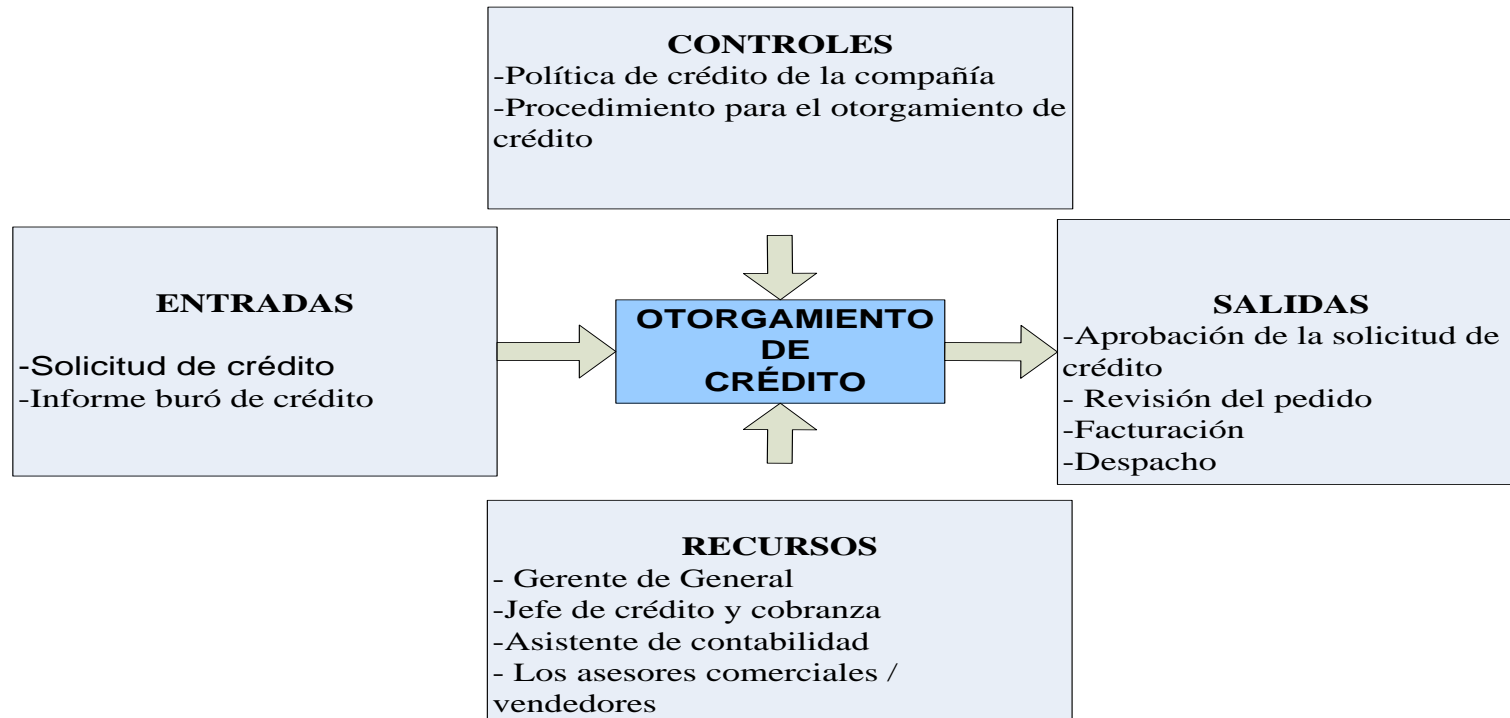 CONTROLES
-Política de crédito de la compañía
-Procedimiento para el otorgamiento de
crédito
ENTRADAS
-Solicitud de crédito
-Informe buró de crédito
OTORGAMIENTO
DE
CRÉDITO
SALIDAS
-Aprobación de la solicitud de
crédito
- Revisión del pedido
-Facturación
-Despacho
RECURSOS
- Gerente de General
-Jefe de crédito y cobranza
-Asistente de contabilidad
- Los asesores comerciales /
vendedores